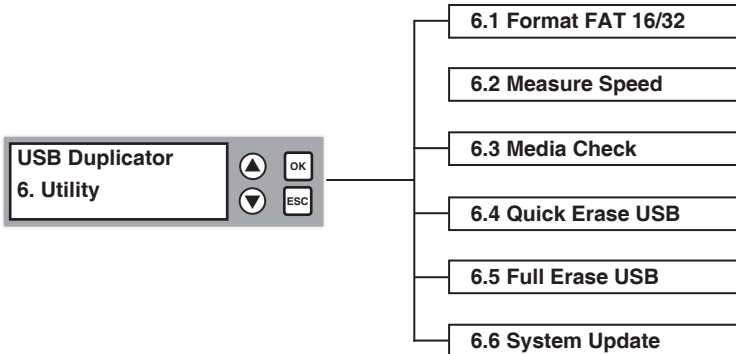 USB Duplicator
6. Utility
OK
ESC
6.1 Format FAT 16/32
6.2 Measure Speed
6.3 Media Check
6.4 Quick Erase USB
6.5 Full Erase USB
6.6 System Update